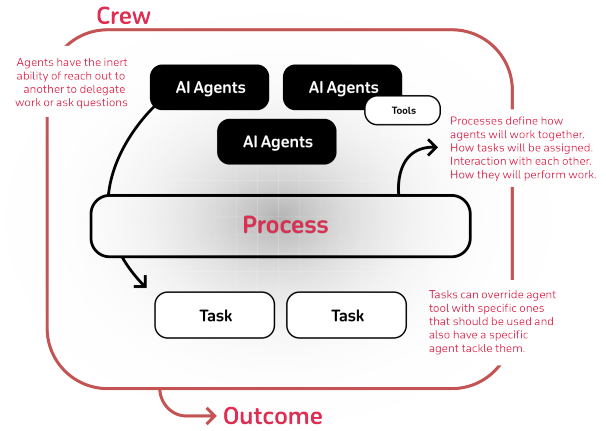 Crew
Agents have the inert
ability of reach out to
another to delegate
work or ask questions
AI Agents
AI Agents
Tools
AI Agents
Processes define how
agents will work together.
How tasks will be assigned.
Interaction with each other.
How they will perform work.
Process
Task
Task
Tasks can override agent
tool with specific ones
that should be used and
also have a specific
agent tackle them.
Outcome